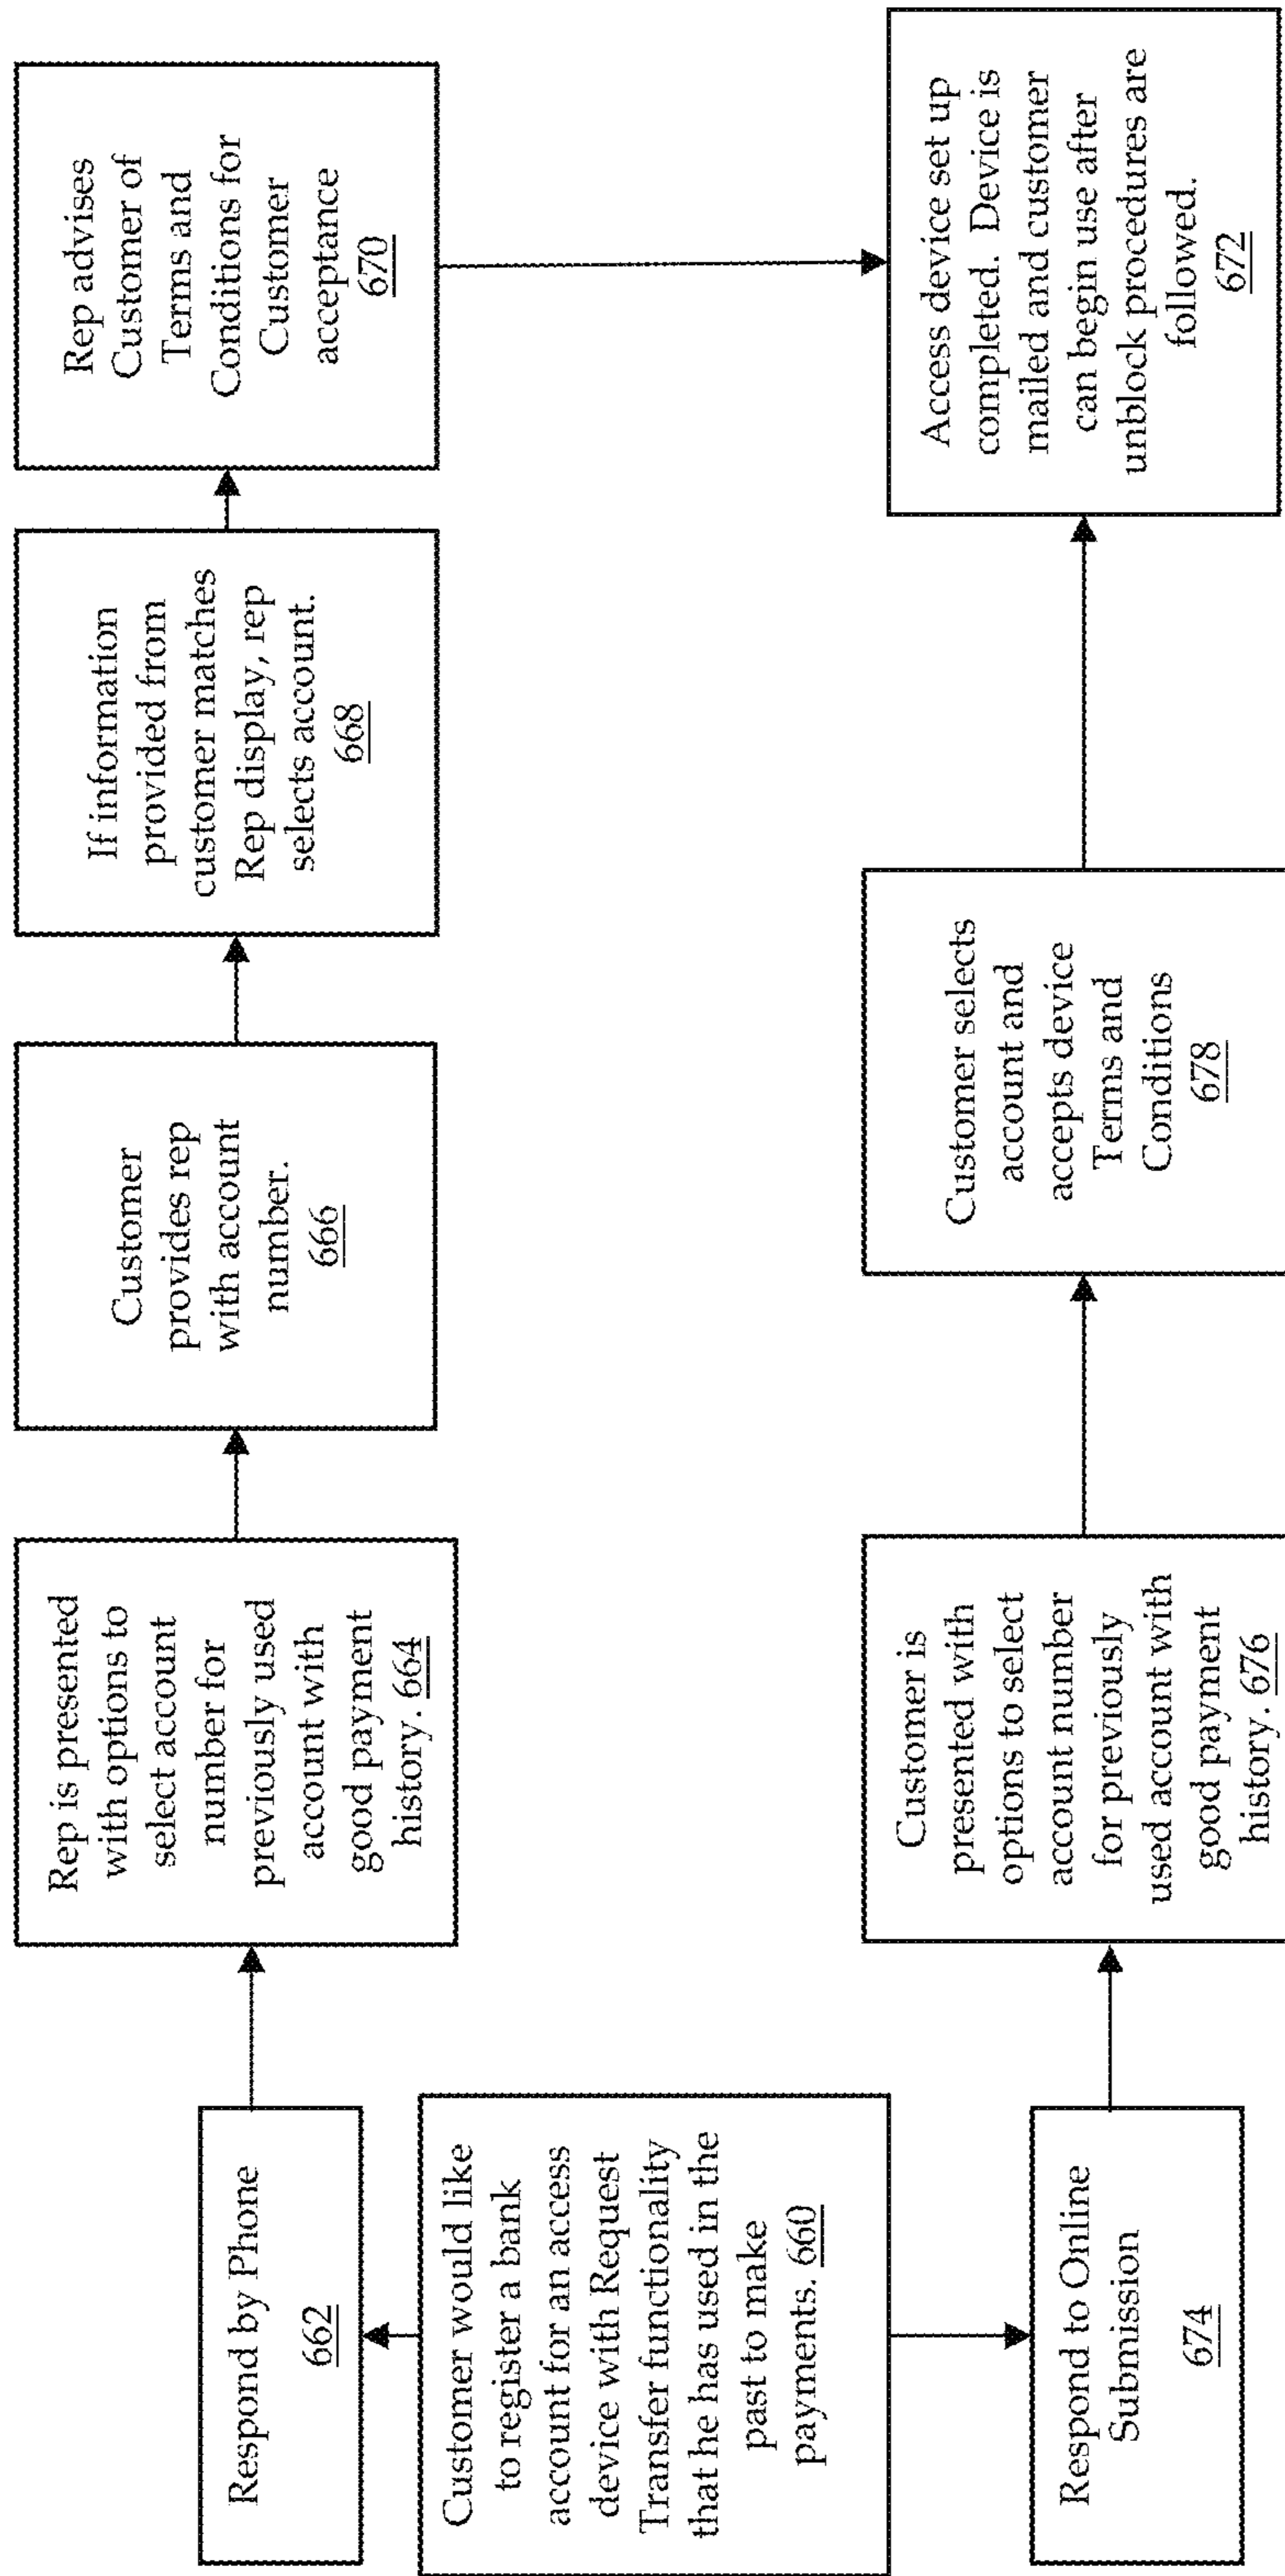 Respond by Phone
662
Customer would like
to register a bank
account for an access
device with Request
Transfer functionality
that he has used in the
past to make
payments. 660
Respond to Online
Submission
674
Rep is presented
with options to
select account
number for
previously used
account with
good payment
history. 664
Customer
provides rep
with account
number.
666
If information
provided from
customer matches
Rep display, rep
selects account.
668
Rep advises
Customer of
Terms and
Conditions for
Customer
acceptance
670
Customer is
presented with
options to select
account number
for previously
used account with
good payment
history. 676
Customer selects
account and
accepts device
Terms and
Conditions
678
Access device set up
completed. Device is
mailed and customer
can begin use after
unblock procedures are
followed.
672